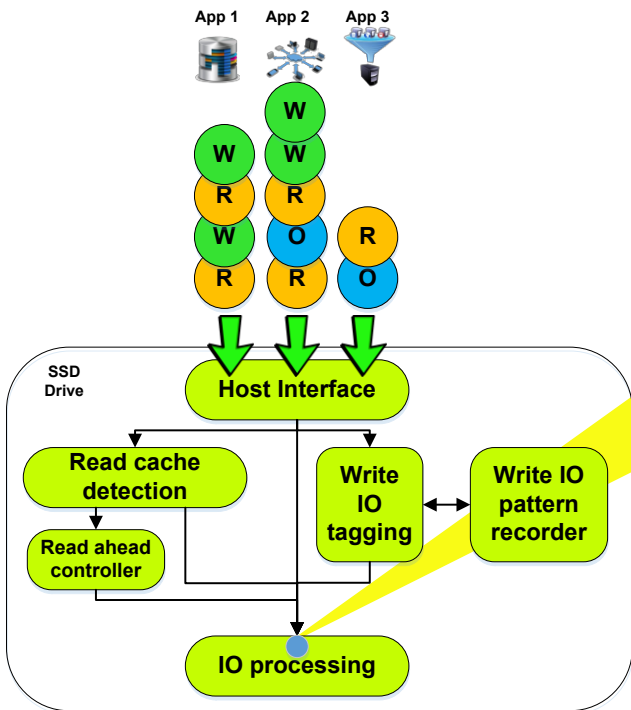 App 1
App 2
App 3
W
W
W
R
R
W
O
R
R
R
O
SSD
Drive
Host Interface
Read cache
detection
Write
IO
tagging
Write IO
pattern
recorder
Read ahead
controller
IO processing